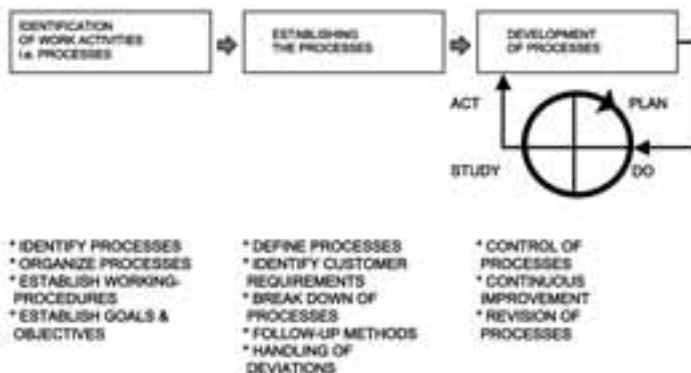 IDENTIFICATION
OF WORK ACTIVITIES
i.e. PROCESSES
ESTABLISHING
THE PROCESSES
DEVELOPMENT
OF PROCESSES
ACT
PLAN
STUDY
DO
* IDENTIFY PROCESSES
* ORGANIZE PROCESSES
* ESTABLISH WORKING-
PROCEDURES
* ESTABLISH GOALS &
OBJECTIVES
* DEFINE PROCESSES
* IDENTIFY CUSTOMER
REQUIREMENTS
* BREAK DOWN OF
PROCESSES
* FOLLOW-UP METHODS
* HANDLING OF
DEVIATIONS
* CONTROL OF
PROCESSES
* CONTINUOUS
IMPROVEMENT
* REVISION OF
PROCESSES